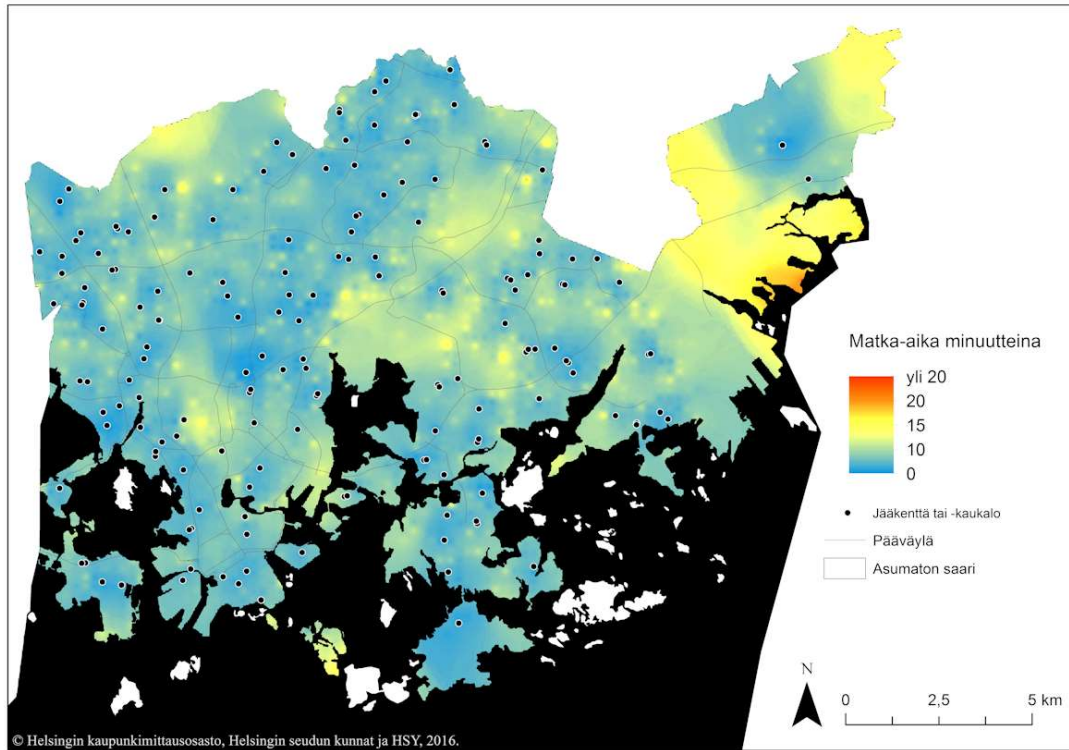 Matka-aika minuutteina
yli 20
20
15
10
0
Jääkenttä tai -kaukalo
Pääväylä
Asumaton saari
N
0 2,5 5 km
© Helsingin kaupunkimittausosasto, Helsingin seudun kunnat ja HSY, 2016.